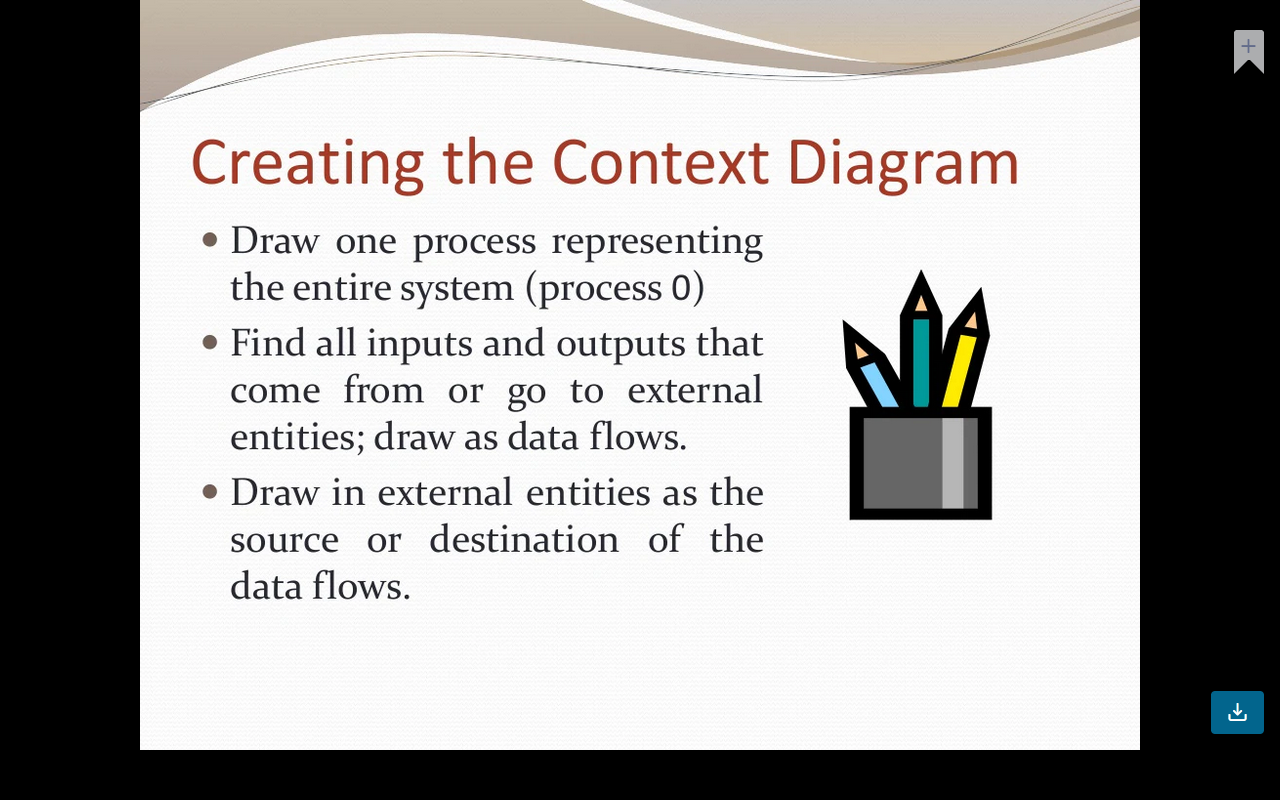 Creating the Context Diagram
• Draw one process representing
the entire system (process 0)
• Find all inputs and outputs that
come from or go to external
entities; draw as data flows.
• Draw in external entities as the
source or destination of the
data flows.